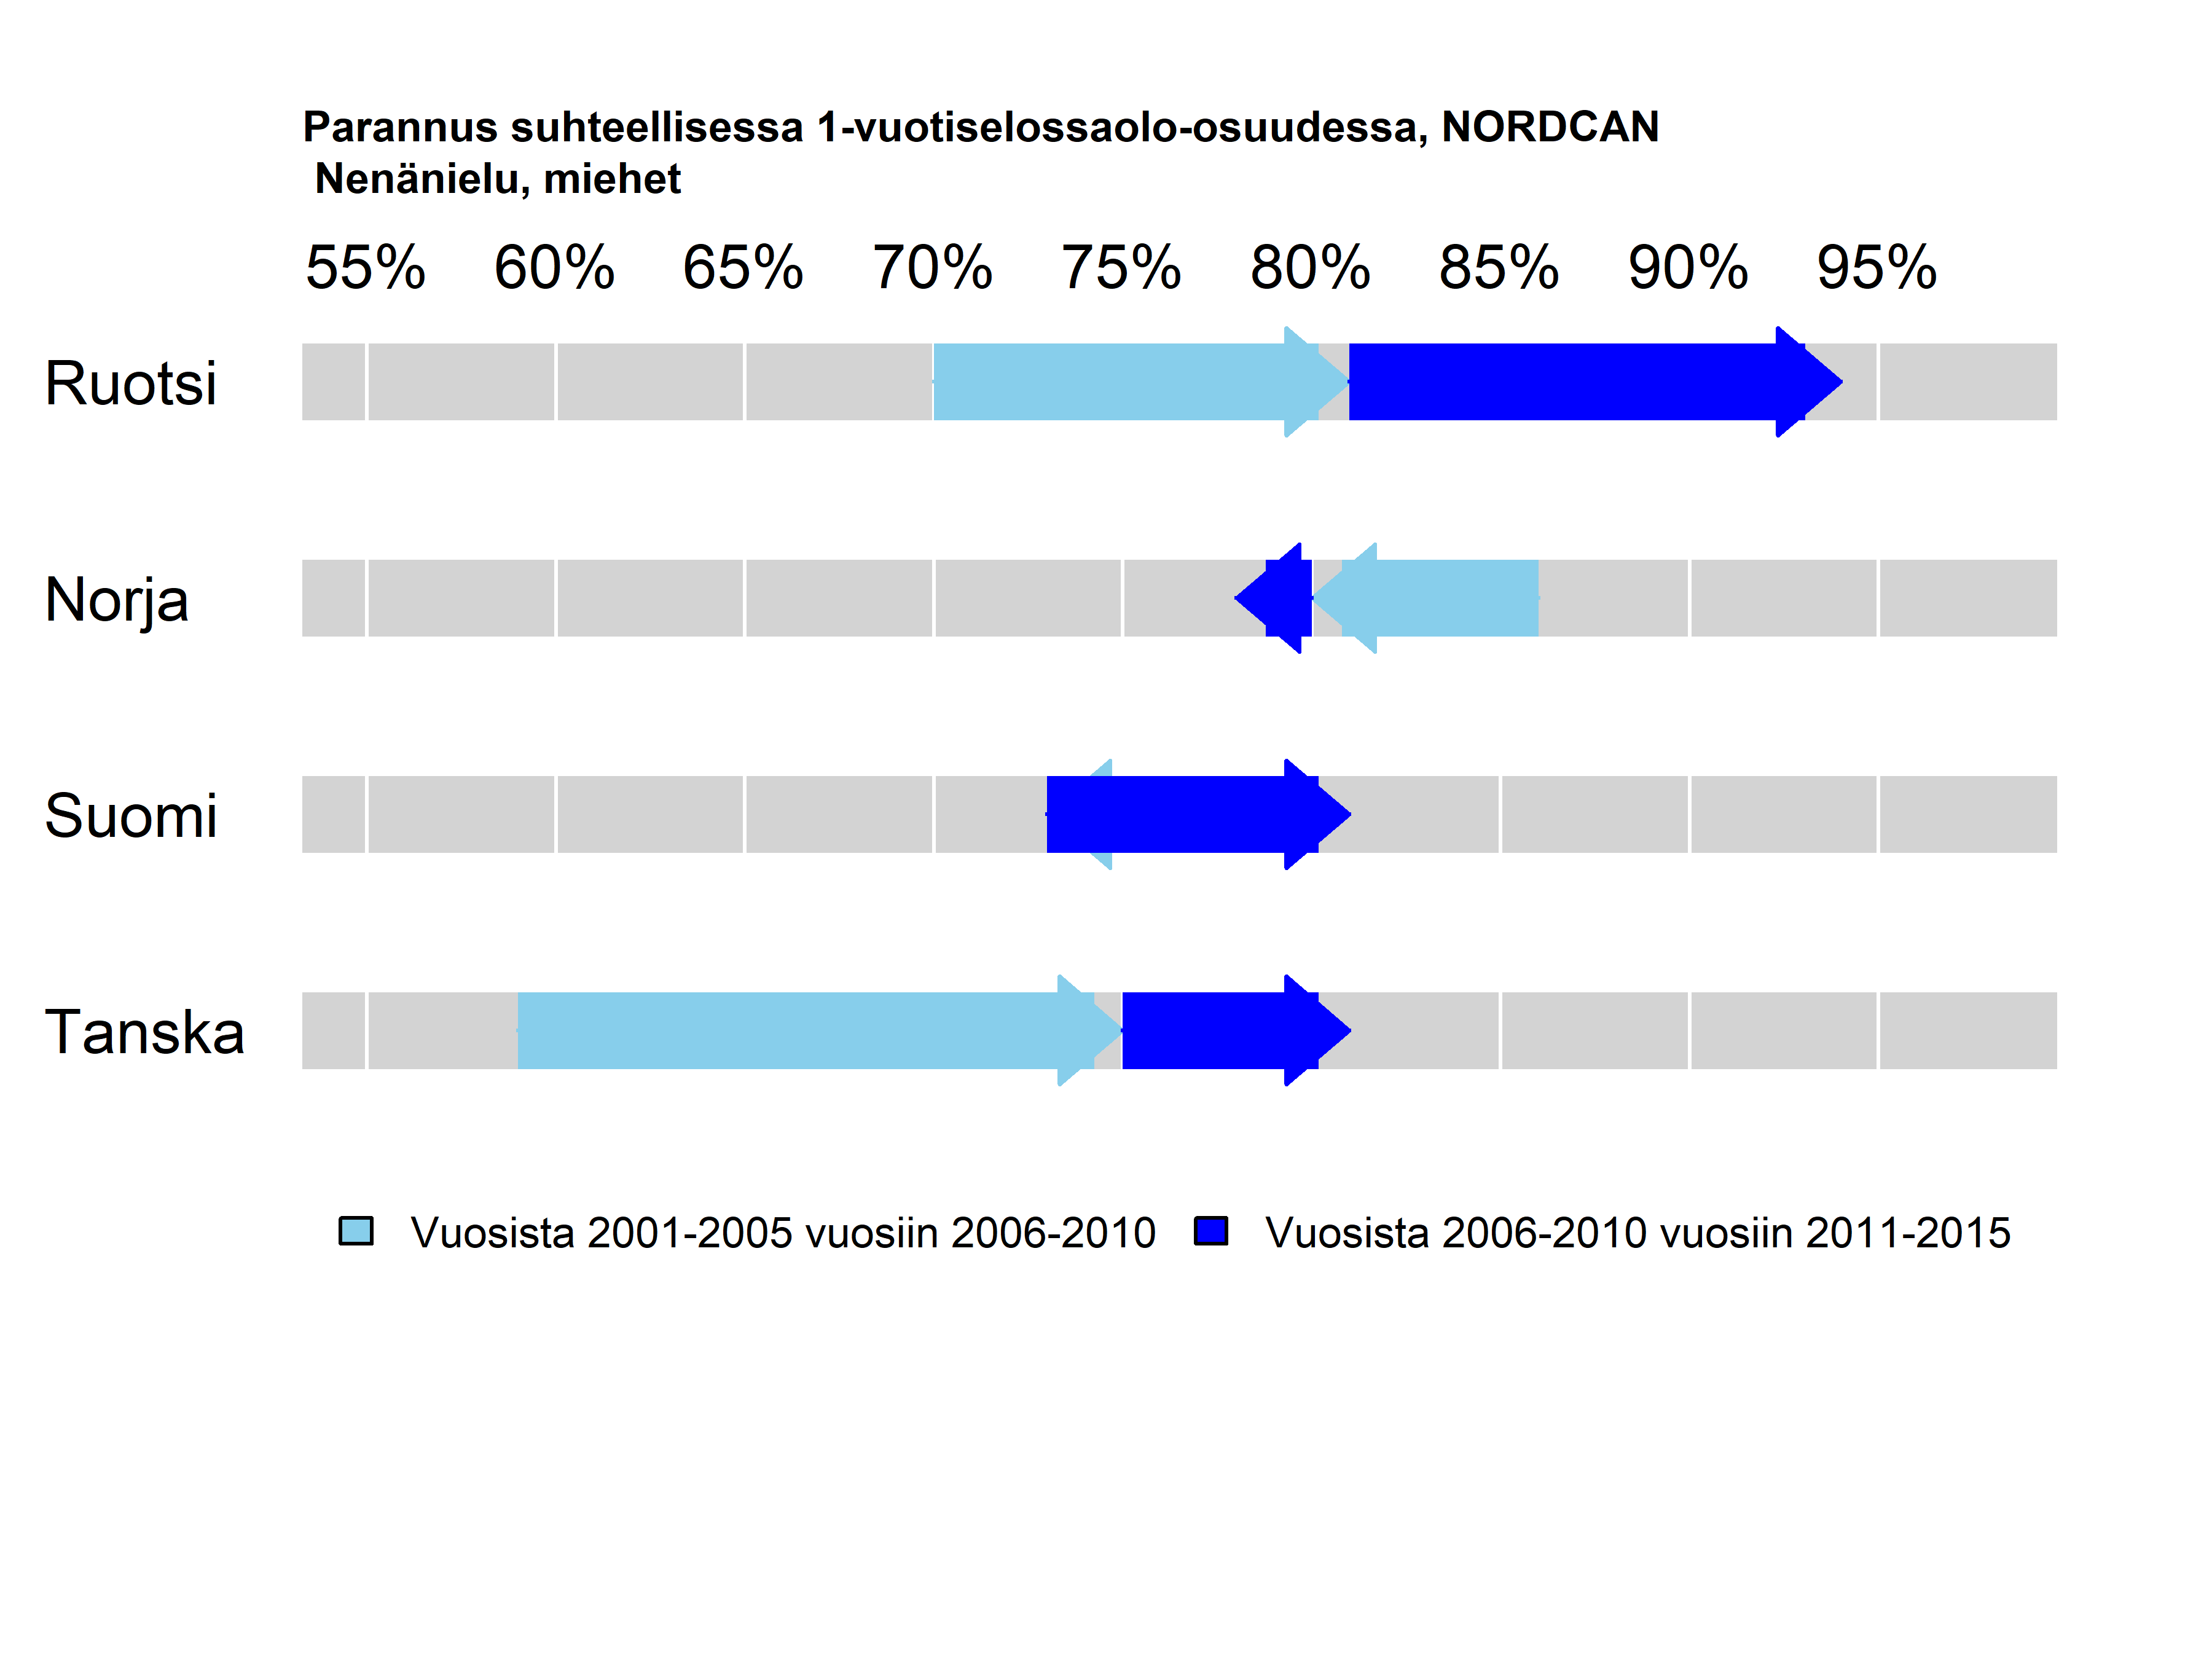 Parannus suhteellisessa 1-vuotiselossaolo-osuudessa, NORDCAN
Nenänielu, miehet
55% 60% 65% 70% 75% 80% 85% 90% 95%
Ruotsi
Norja
Suomi
Tanska
Vuosista 2001-2005 vuosiin 2006-2010 Vuosista 2006-2010 vuosiin 2011-2015